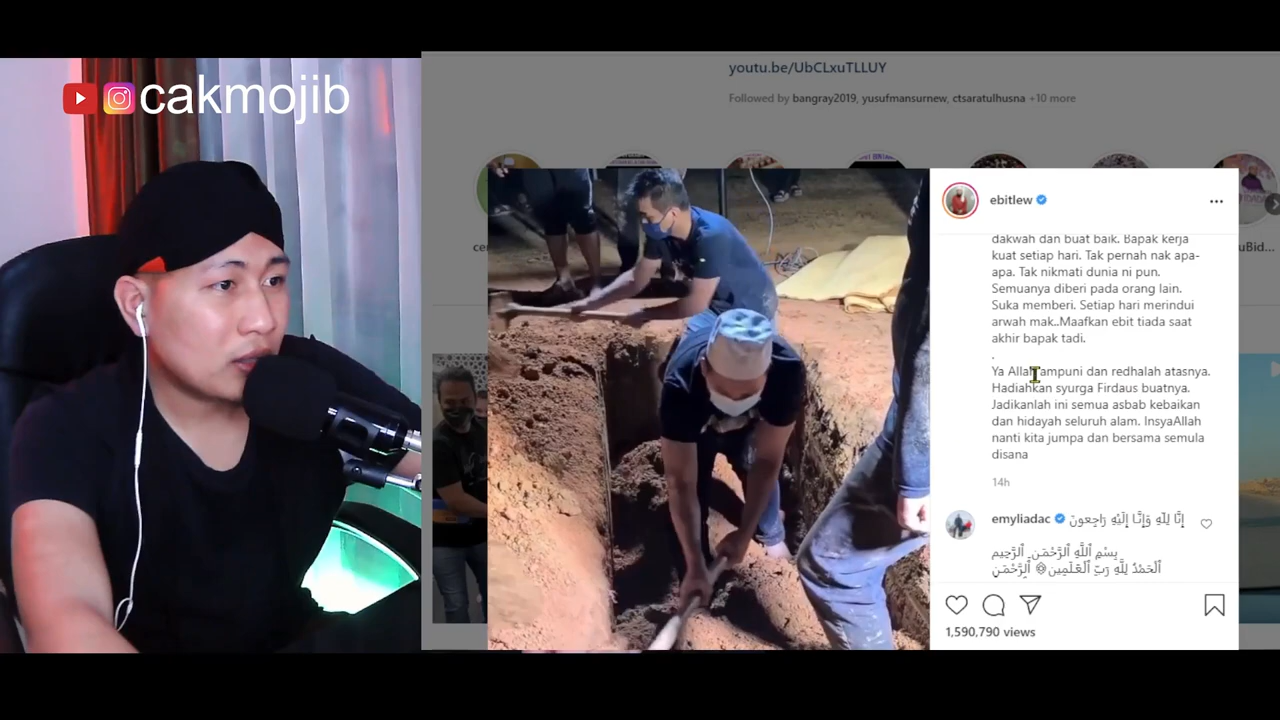 cakmojib
youtu.be/UbCLxuTLLUY
Followed by bangray2019, yusufmansurnew, ctsaratulhusna +10 more
ebitlew
dakwah dan buat baik. Bapak kerja
kuat setiap hari. Tak pernah nak apa-
apa. Tak nikmati dunia ni pun.
Semuanya diberi pada orang lain.
Suka memberi. Setiap hari merindui
arwah mak..Maafkan ebit tiada saat
akhir bapak tadi.
.
Ya Allah ampuni dan redhalah atasnya.
Hadiahkan syurga Firdaus buatnya.
Jadikanlah ini semua asbab kebaikan
dan hidayah seluruh alam. InsyaAllah
nanti kita jumpa dan bersama semula
disana
14h
emyliadac إِنَّا لِلَّهِ وَإِنَّـا إِلَيْهِ رَاجِعونَ
بِسْمِ ٱللَّهِ ٱلرَّحْمَـٰنِ ٱلرَّحِيمِ
ٱلْحَمْدُ لِلَّهِ رَبِّ ٱلْعَـٰلَمِينَ ۞ ٱلرَّحْمَـٰنِ
1,590,790 views